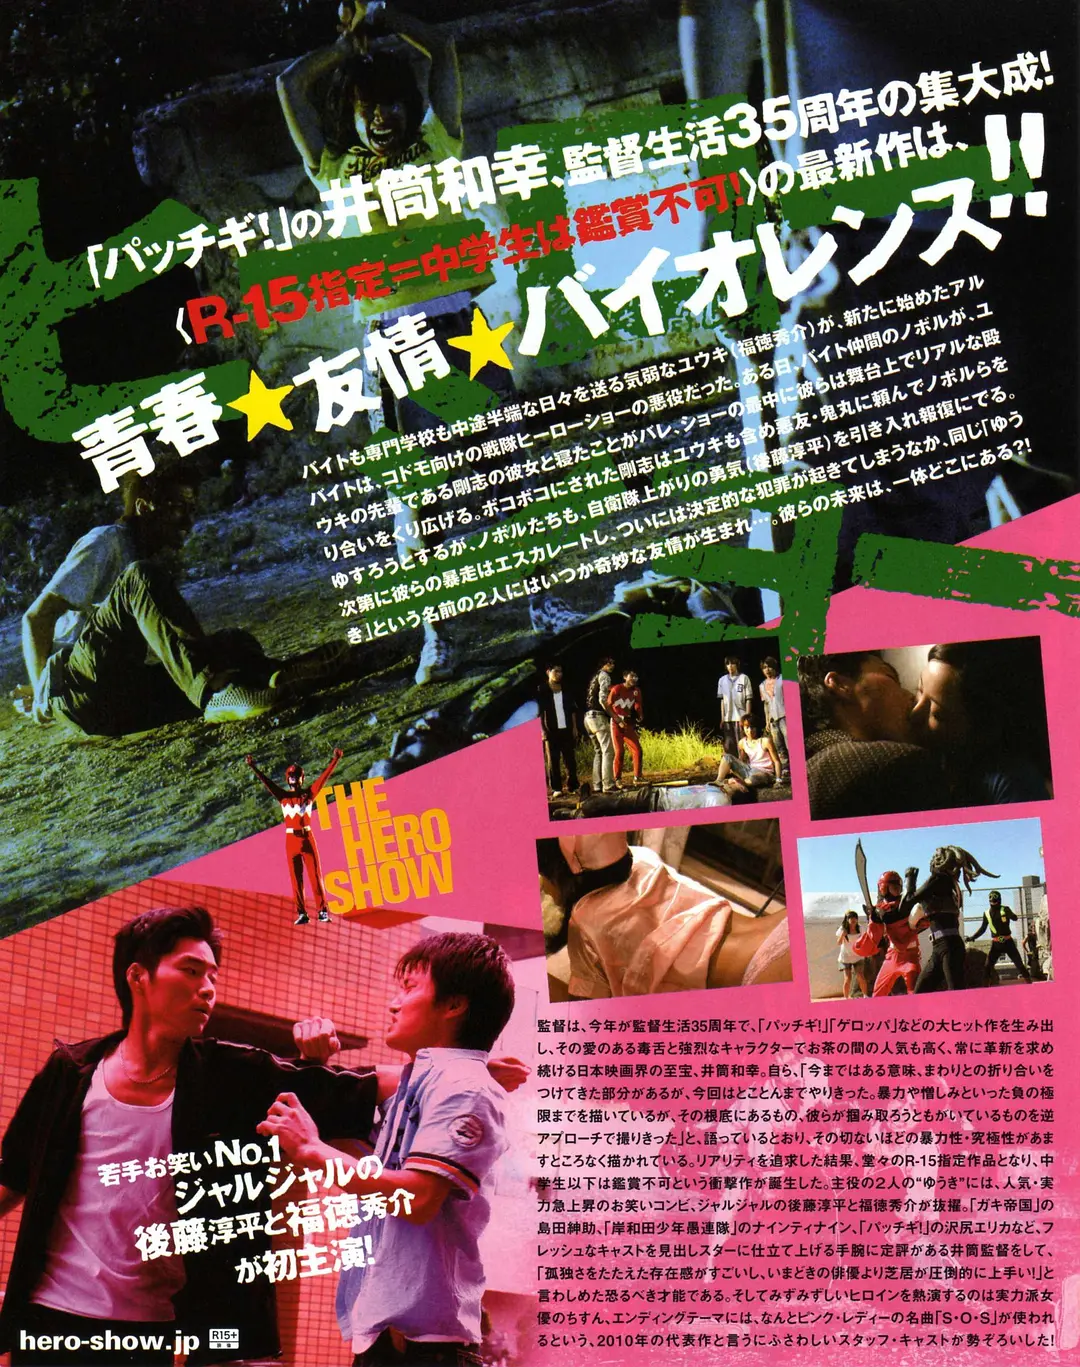 「パッチギ!」の井筒和幸、監督生活35周年の集大成!
〈R-15指定=中学生は鑑賞不可!〉の最新作は、
青春★友情★バイオレンス!!
バイトも専門学校も中途半端な日々を送る気弱なユウキ(福徳秀介)が、新たに始めたアル
バイトは、コドモ向けの戦隊ヒーローショーの悪役だった。ある日、バイト仲間のノボルが、ユ
ウキの先輩である剛志の彼女と寝たことがバレ、ショーの最中に彼らは舞台上でリアルな殴
り合いをくり広げる。ボコボコにされた剛志はユウキも含め悪友・鬼丸に頼んでノボルらを
ゆすろうとするが、ノボルたちも、自衛隊上がりの勇気(後藤淳平)を引き入れ報復にでる。
次第に彼らの暴走はエスカレートし、ついには決定的な犯罪が起きてしまうなか、同じ「ゆう
き」という名前の2人にはいつか奇妙な友情が生まれ…。彼らの未来は、一体どこにある?!
THE
HERO
SHOW
若手お笑いNo.1
ジャルジャルの
後藤淳平と福徳秀介
が初主演!
監督は、今年が監督生活35周年で、「パッチギ!」「ゲロッパ」などの大ヒット作を生み出
し、その愛のある毒舌と強烈なキャラクターでお茶の間の人気も高く、常に革新を求め
続ける日本映画界の至宝、井筒和幸。自ら、「今まではある意味、まわりとの折り合いを
つけてきた部分があるが、今回はとことんまでやりきった。暴力や憎しみといった負の極
限までを描いているが、その根底にあるもの、彼らが掴み取ろうともがいているものを逆
アプローチで撮りきった」と、語っているとおり、その切ないほどの暴力性・究極性があま
すところなく描かれている。リアリティを追求した結果、堂々のR-15指定作品となり、中
学生以下は鑑賞不可という衝撃作が誕生した。主役の2人の“ゆうき”には、人気・実
力急上昇のお笑いコンビ、ジャルジャルの後藤淳平と福徳秀介が抜擢。「ガキ帝国」の
島田紳助、「岸和田少年愚連隊」のナインティナイン、「パッチギ!」の沢尻エリカなど、フ
レッシュなキャストを見出しスターに仕立て上げる手腕に定評がある井筒監督をして、
「孤独さをたたえた存在感がすごいし、いまどきの俳優より芝居が圧倒的に上手い!」と
言わしめた恐るべき才能である。そしてみずみずしいヒロインを熱演するのは実力派女
優のちすん、エンディングテーマには、なんとピンク・レディーの名曲「S・O・S」が使われ
るという、2010年の代表作と言うにふさわしいスタッフ・キャストが勢ぞろいした!
hero-show.jp R15+